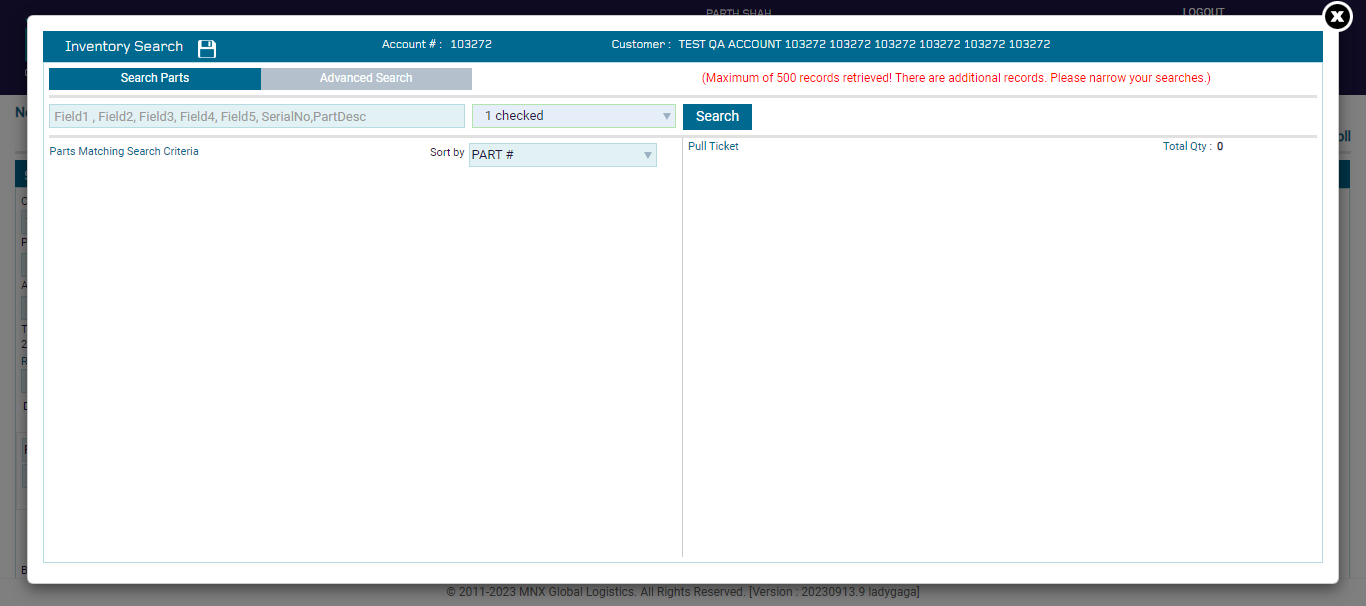 PARTH SHAH
LOGOUT
Inventory Search
Account # : 103272
Customer : TEST QA ACCOUNT 103272 103272 103272 103272 103272 103272
Search Parts
Advanced Search
(Maximum of 500 records retrieved! There are additional records. Please narrow your searches.)
Field1 , Field2, Field3, Field4, Field5, SerialNo,PartDesc
1 checked
Search
Parts Matching Search Criteria
Sort by
PART #
Pull Ticket
Total Qty : 0
© 2011-2023 MNX Global Logistics. All Rights Reserved. [Version : 20230913.9 ladygaga]